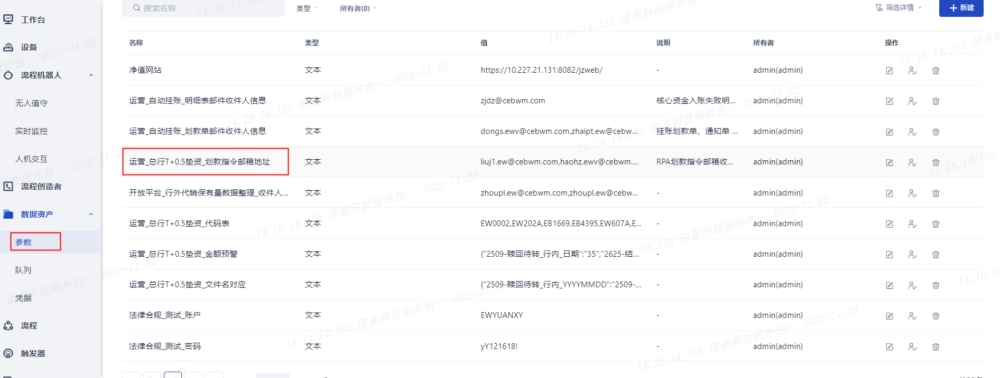 搜索名称
类型
所有者(0)
筛选详情
新建
工作台
设备
流程机器人
无人值守
实时监控
人机交互
流程创造者
数据资产
参数
队列
凭据
流程
触发器
名称 类型 值 说明 所有者 操作
净值网站 文本 https://10.227.21.131:8082/jzweb/ - admin(admin)
运营_自动挂账_明细表邮件收件人信息 文本 zjdz@cebwm.com 核心资金入账失败明... admin(admin)
运营_自动挂账_划款单邮件收件人信息 文本 dongs.ewv@cebwm.com,zhaipt.ew@cebw... 挂账划款单、通知单 ... admin(admin)
运营_总行T+0.5垫资_划款指令邮箱地址 文本 liuj1.ew@cebwm.com,haohz.ewv@cebwm.... RPA划款指令邮箱收... admin(admin)
开放平台_行外代销保有量数据整理_收件人... 文本 zhoupl.ew@cebwm.com,zhoupl.ew@cebw... - admin(admin)
运营_总行T+0.5垫资_代码表 文本 EW0002,EW202A,EB1669,EB4395,EW607A,E... - admin(admin)
运营_总行T+0.5垫资_金额预警 文本 {"2509-赎回待转_行内_日期":"35","2625-结... - admin(admin)
运营_总行T+0.5垫资_文件名对应 文本 {"2509-赎回待转_行内_YYYYMMDD":"2509-... - admin(admin)
法律合规_测试_账户 文本 EWYUANXY - admin(admin)
法律合规_测试_密码 文本 yY121618! - admin(admin)
14.16.14.155 信息科技部外包- 2023-11-22